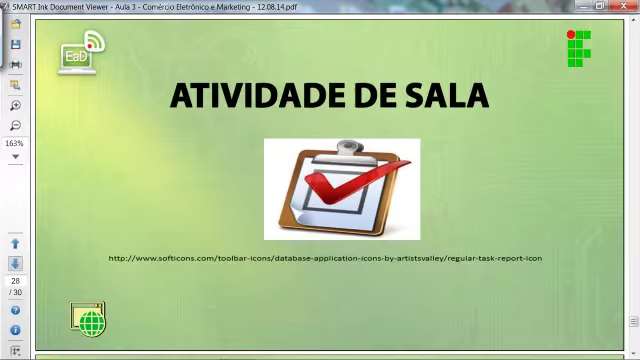 SMART Ink Document Viewer - Aula 3 - Comércio Eletrônico e Marketing - 12.08.14.pdf
EaD
ATIVIDADE DE SALA
163%
http://www.softicons.com/toolbar-icons/database-application-icons-by-artistsvalley/regular-task-report-icon
28
/ 30